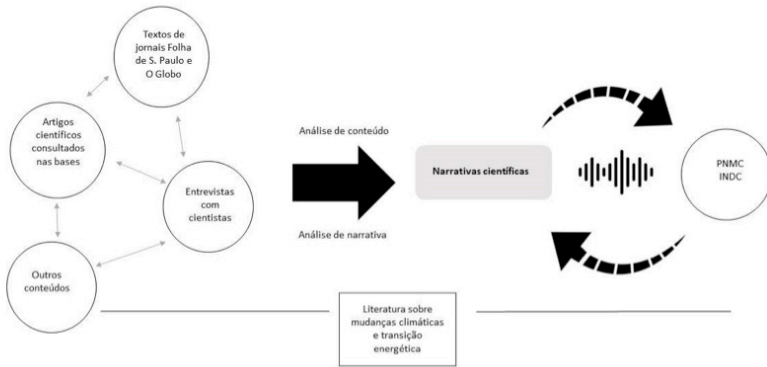 Textos de
jornais Folha
de S. Paulo e
O Globo
Artigos
científicos
consultados
nas bases
Entrevistas
com
cientistas
Outros
conteúdos
Análise de conteúdo
Análise de narrativa
Narrativas científicas
PNMC
INDC
Literatura sobre
mudanças climáticas
e transição
energética